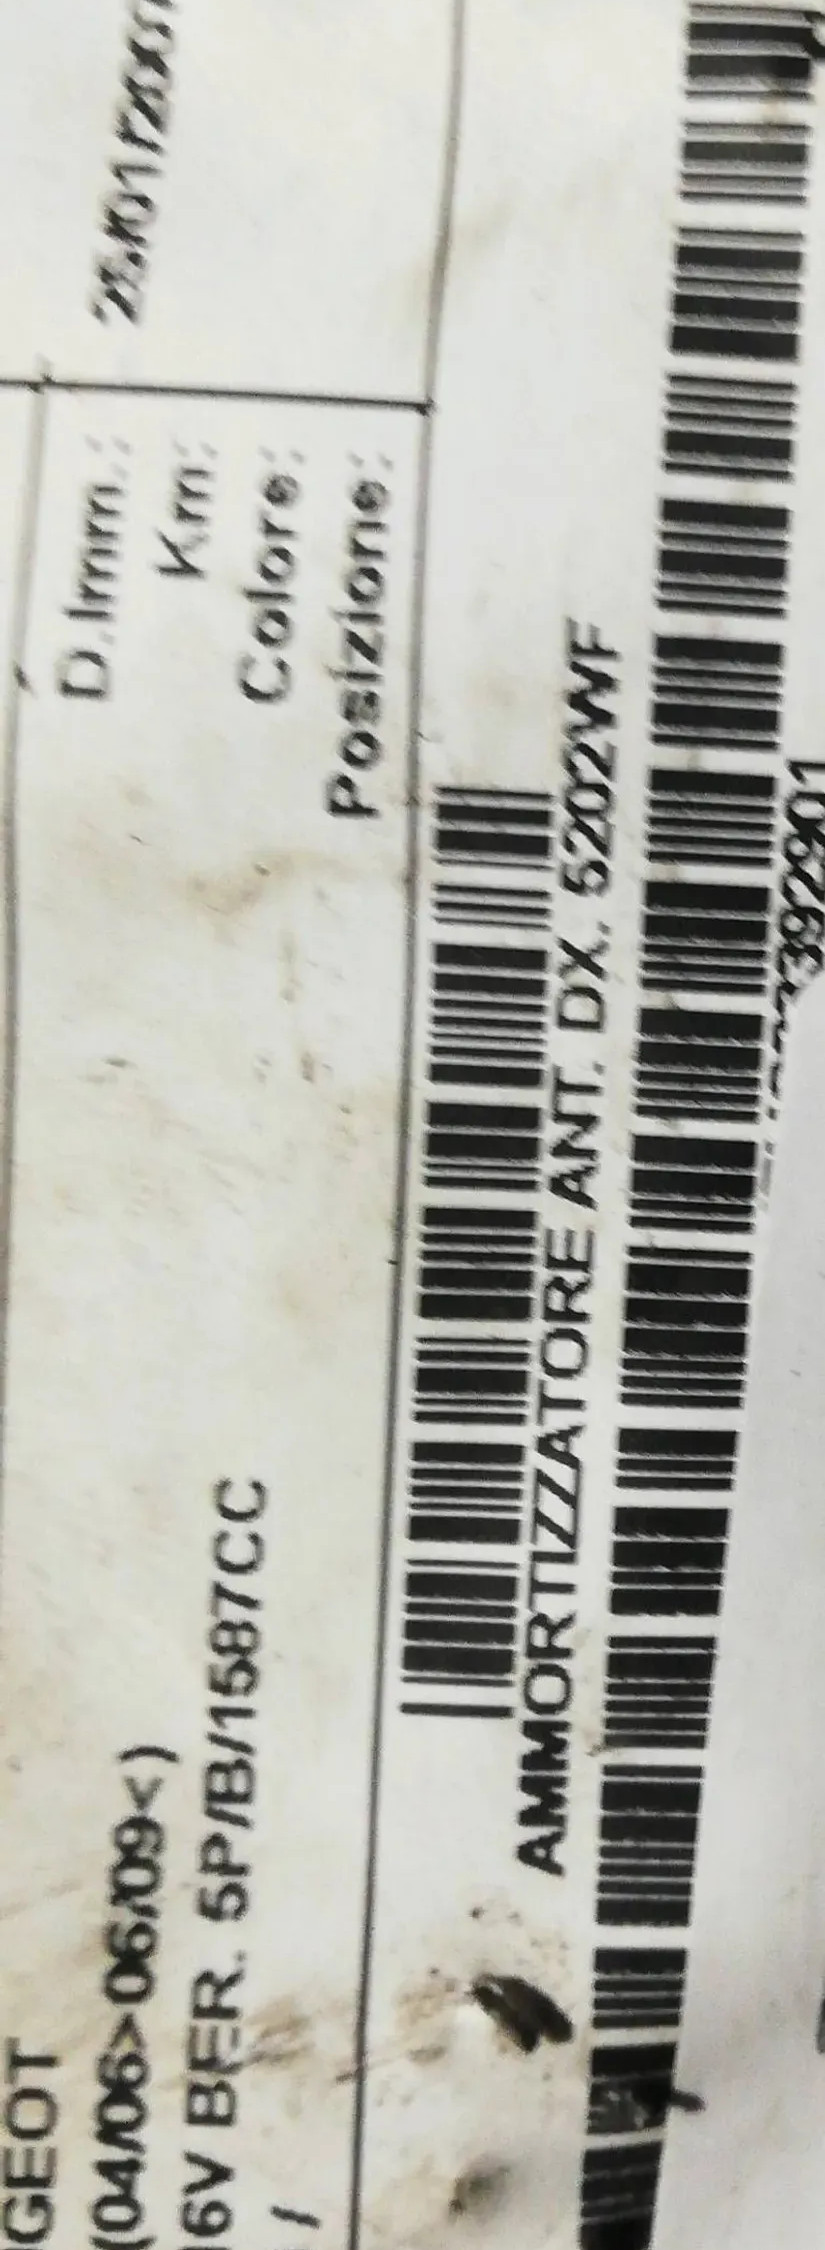 GEOT
(04/06>06/09<)
16V BER. 5P/B/1587CC
/
D.Imm.:
Km:
Colore:
Posizione:
AMMORTIZZATORE ANT. DX. 5202WF